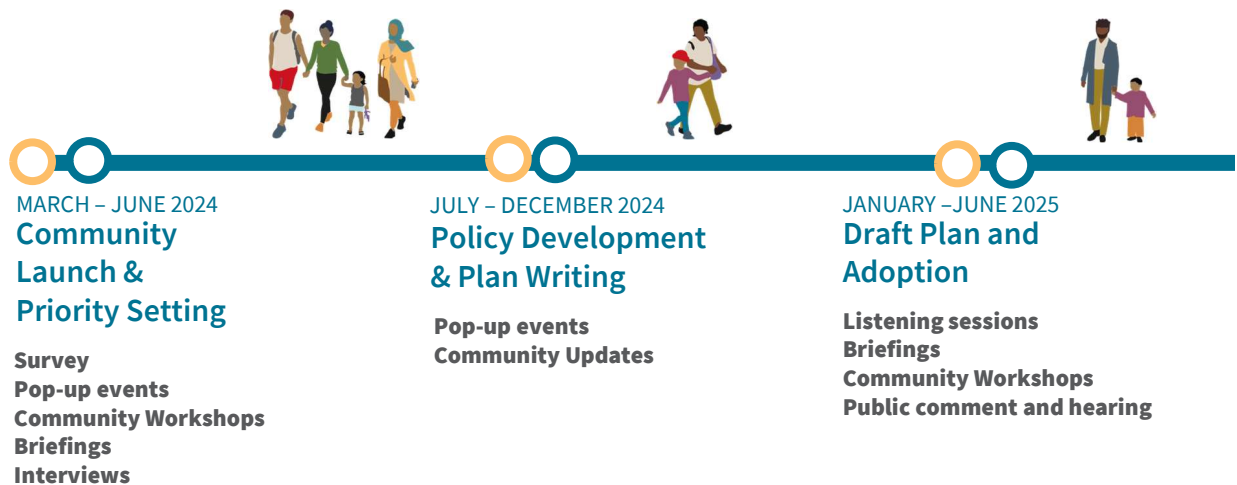 MARCH – JUNE 2024
Community
Launch &
Priority Setting
Survey
Pop-up events
Community Workshops
Briefings
Interviews
JULY – DECEMBER 2024
Policy Development
& Plan Writing
Pop-up events
Community Updates
JANUARY –JUNE 2025
Draft Plan and
Adoption
Listening sessions
Briefings
Community Workshops
Public comment and hearing